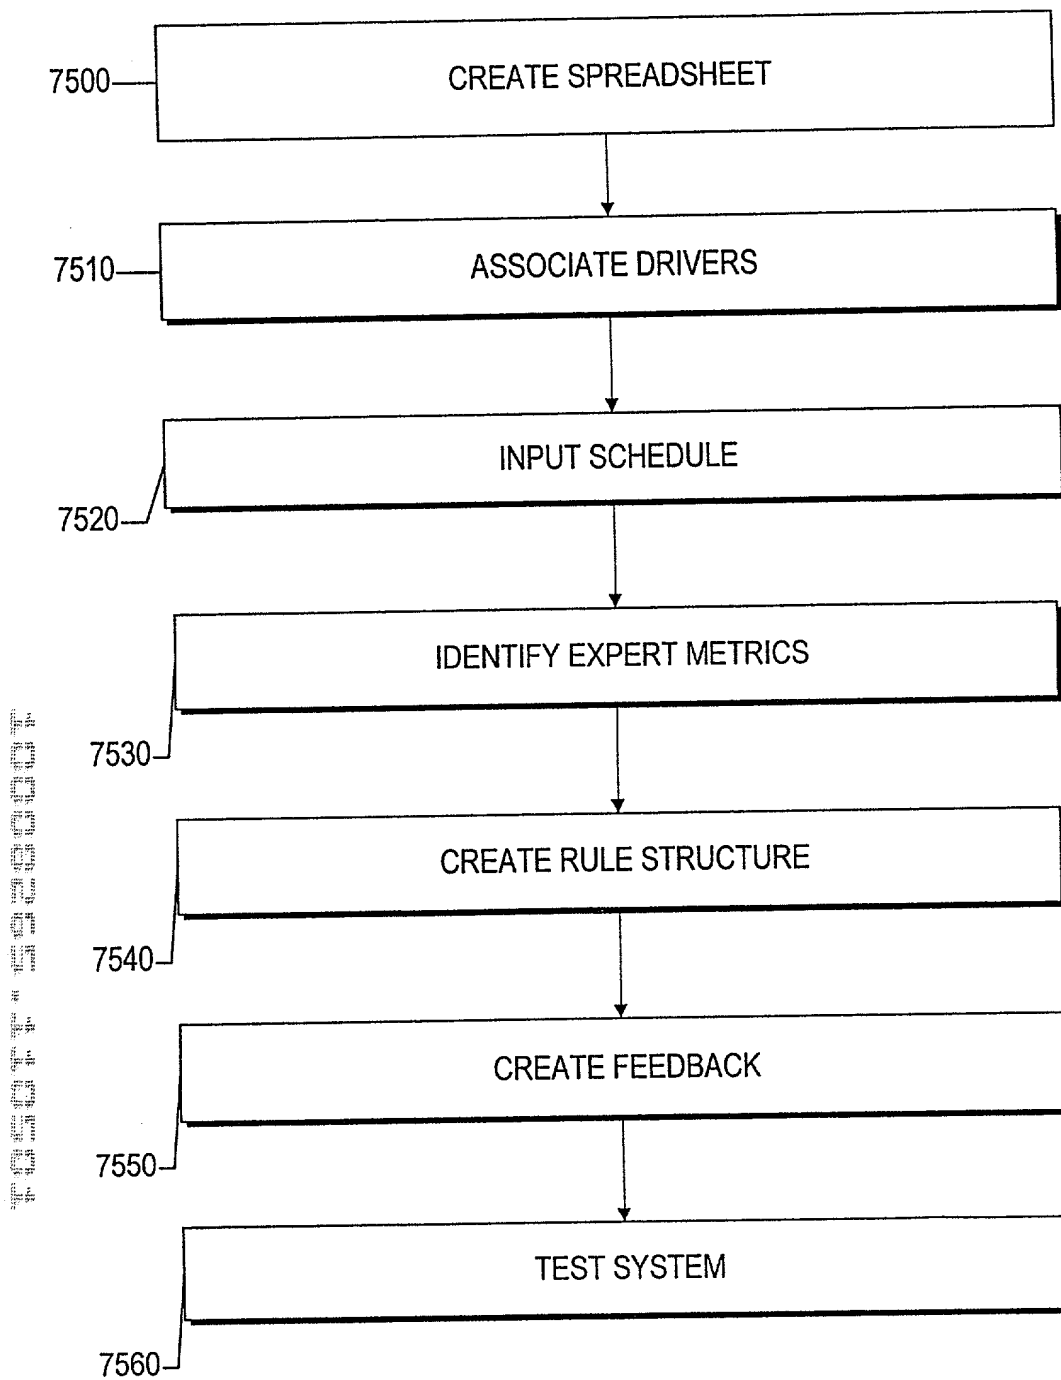 7500
CREATE SPREADSHEET
7510
ASSOCIATE DRIVERS
INPUT SCHEDULE
7520
IDENTIFY EXPERT METRICS
7530
CREATE RULE STRUCTURE
7540
CREATE FEEDBACK
7550
TEST SYSTEM
7560